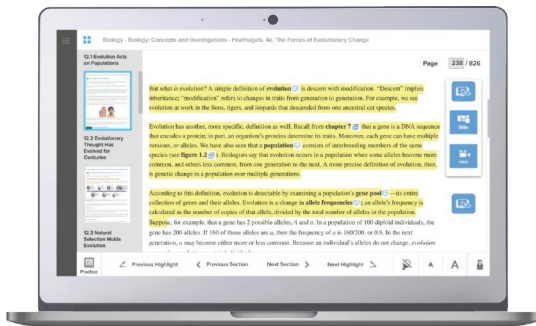 Biology - Biology: Concepts and Investigations - Hoefnagels, 4e, The Forces of Evolutionary Change
12.1 Evolution Acts
on Populations
12.2 Evolutionary
Thought Has
Evolved for
Centuries
12.3 Natural
Selection Molds
Evolution
Page 238 / 826
But what is evolution? A simple definition of evolution is descent with modification. "Descent" implies
inheritance; "modification" refers to changes in traits from generation to generation. For example, we see
evolution at work in the lions, tigers, and leopards that descended from one ancestral cat species.
Evolution has another, more specific, definition as well. Recall from chapter 7 that a gene is a DNA sequence
that encodes a protein; in part, an organism's proteins determine its traits. Moreover, each gene can have multiple
versions, or alleles. We have also seen that a population consists of interbreeding members of the same
species (see figure 1.2). Biologists say that evolution occurs in a population when some alleles become more
common, and others less common, from one generation to the next. A more precise definition of evolution, then,
is genetic change in a population over multiple generations.
According to this definition, evolution is detectable by examining a population's gene pool —its entire
collection of genes and their alleles. Evolution is a change in allele frequencies; an allele's frequency is
calculated as the number of copies of that allele, divided by the total number of alleles in the population.
Suppose, for example, that a gene has 2 possible alleles, A and a. In a population of 100 diploid individuals, the
gene has 200 alleles. If 160 of those alleles are a, then the frequency of a is 160/200, or 0.8. In the next
generation, a may become either more or less common. Because an individual's alleles do not change, evolution
Slide
Video
Practice
Previous Highlight
Previous Section
Next Section
Next Highlight
A
A